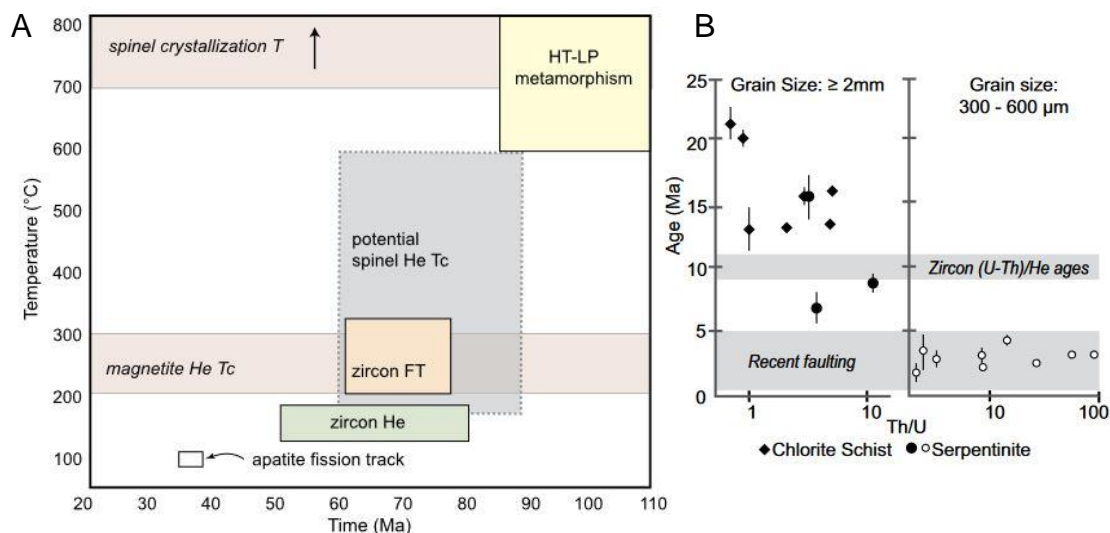 A
800
700
600
500
400
300
200
100
Temperature (°C)
spinel crystallization T
HT-LP
metamorphism
potential
spinel He Tc
magnetite He Tc
zircon FT
zircon He
apatite fission track
20 30 40 50 60 70 80 90 100 110
Time (Ma)
B
25
20
15
10
5
0
Age (Ma)
Grain Size: ≥ 2mm
Grain size:
300 - 600 µm
Zircon (U-Th)/He ages
Recent faulting
1 10 10 100
Th/U
Chlorite Schist Serpentinite